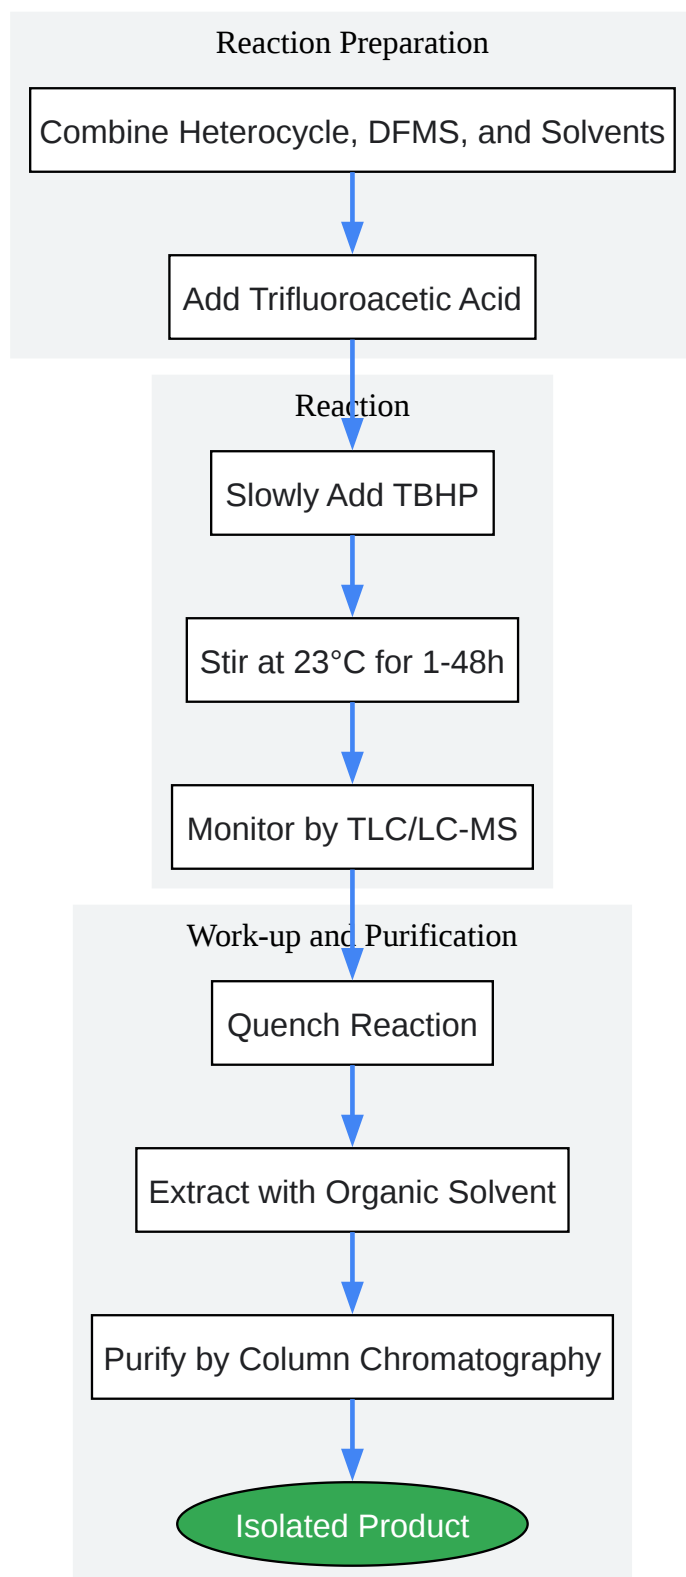 Reaction Preparation
Combine Heterocycle, DFMS, and Solvents
Add Trifluoroacetic Acid
Reaction
Slowly Add TBHP
Stir at 23°C for 1-48h
Monitor by TLC/LC-MS
Work-up and Purification
Quench Reaction
Extract with Organic Solvent
Purify by Column Chromatography
Isolated Product